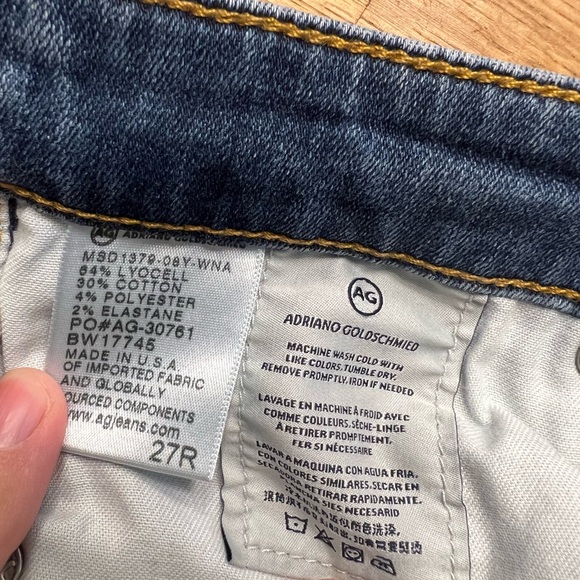 AG
ADRIANO GOLDSCHMIED
MSD1379-08Y-WNA
64% LYOCELL
30% COTTON
4% POLYESTER
2% ELASTANE
PO#AG-30761
BW17745
MADE IN U.S.A.
OF IMPORTED FABRIC
AND GLOBALLY
OURCED COMPONENTS
www.agjeans.com
27R
AG
ADRIANO GOLDSCHMIED
MACHINE WASH COLD WITH
LIKE COLORS. TUMBLE DRY.
REMOVE PROMPTLY. IRON IF NEEDED
LAVAGE EN MACHINE À FROID AVEC
COMME COULEURS. SÈCHE-LINGE
À RETIRER PROMPTEMENT.
FER SI NÉCESSAIRE
LAVAR A MAQUINA CON AGUA FRIA.
CON COLORES SIMILARES. SECAR EN
SECADORA RETIRAR RAPIDAMENTE.
PLANCHA SI ES NECESARIO